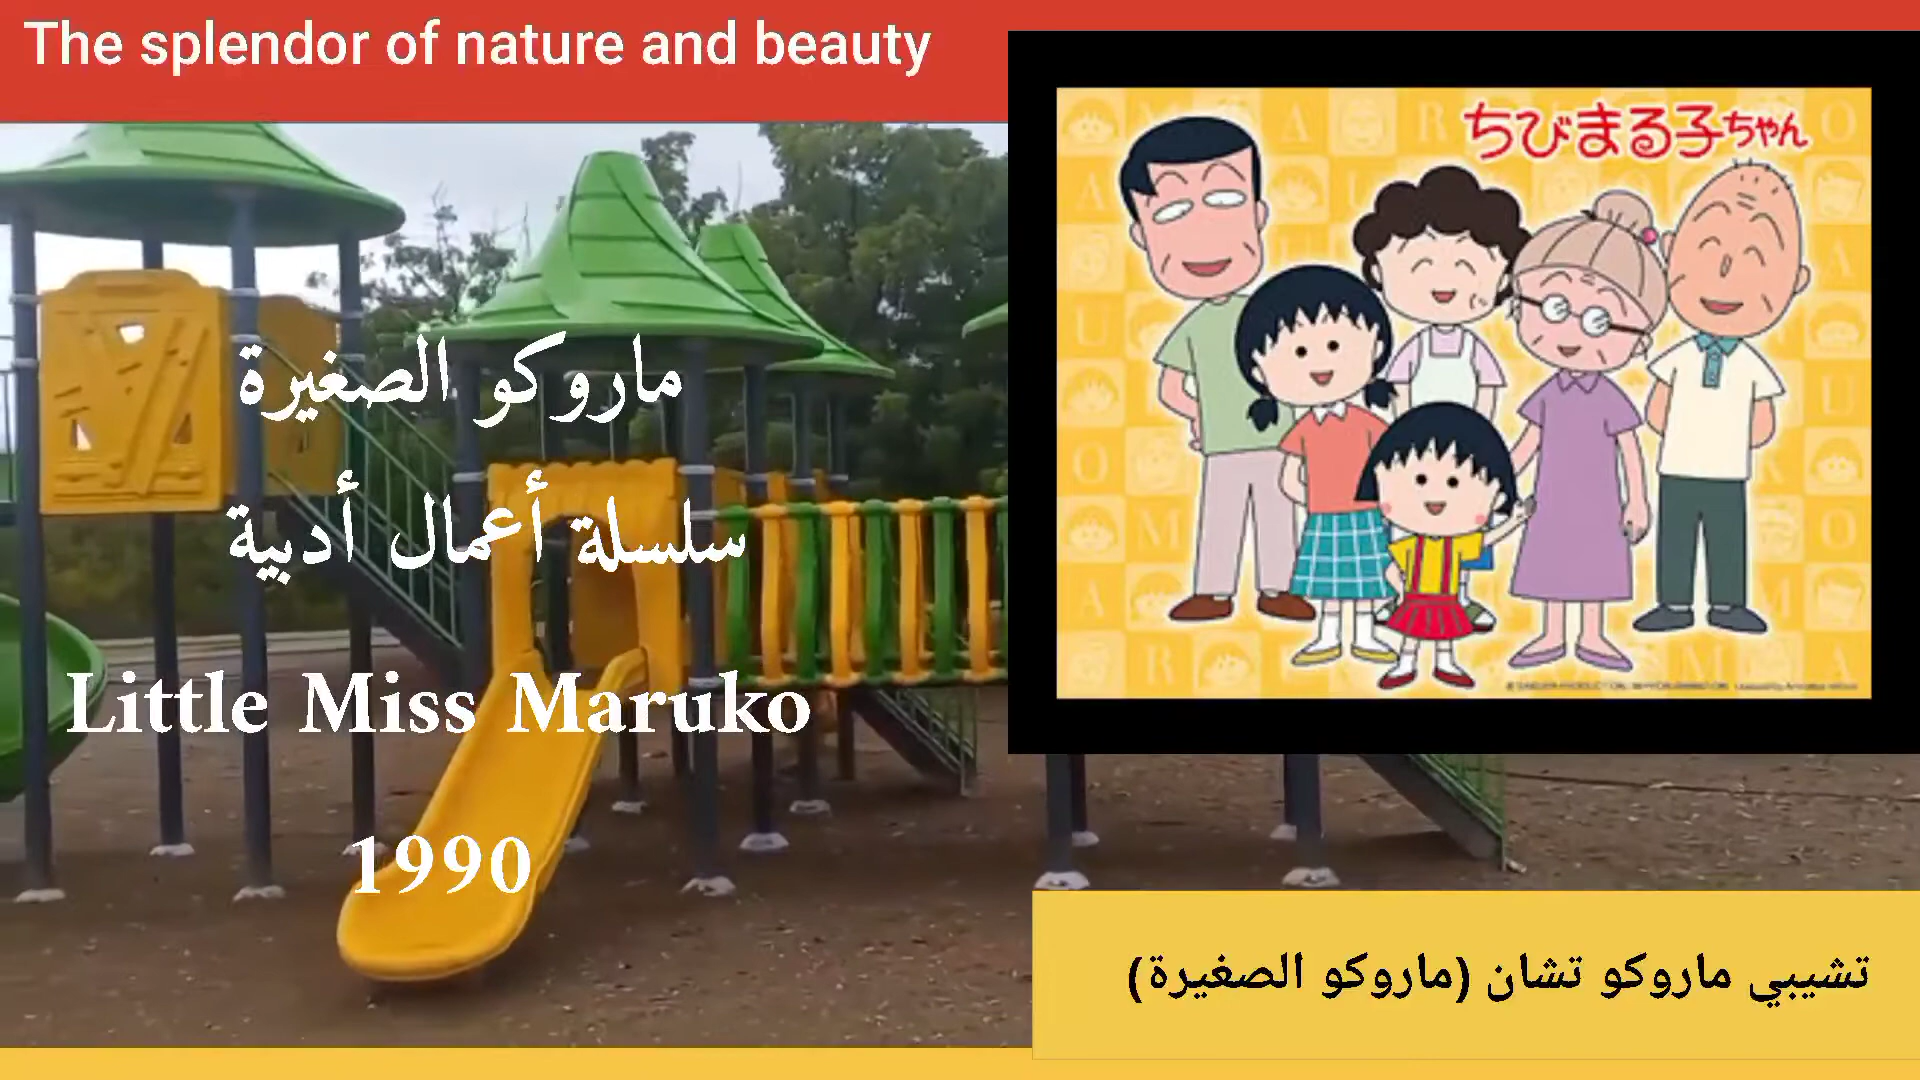 The splendor of nature and beauty
ちびまる子ちゃん
ماروكو الصغيرة
سلسلة أعمال أدبية
Little Miss Maruko
1990
تشيبي ماروكو تشان (ماروكو الصغيرة)